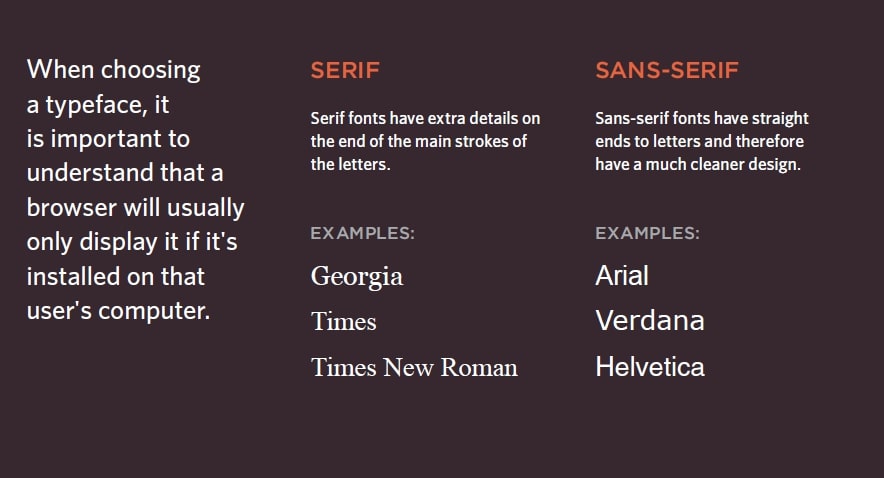 When choosing
a typeface, it
is important to
understand that a
browser will usually
only display it if it's
installed on that
user's computer.
SERIF
Serif fonts have extra details on
the end of the main strokes of
the letters.
EXAMPLES:
Georgia
Times
Times New Roman
SANS-SERIF
Sans-serif fonts have straight
ends to letters and therefore
have a much cleaner design.
EXAMPLES:
Arial
Verdana
Helvetica